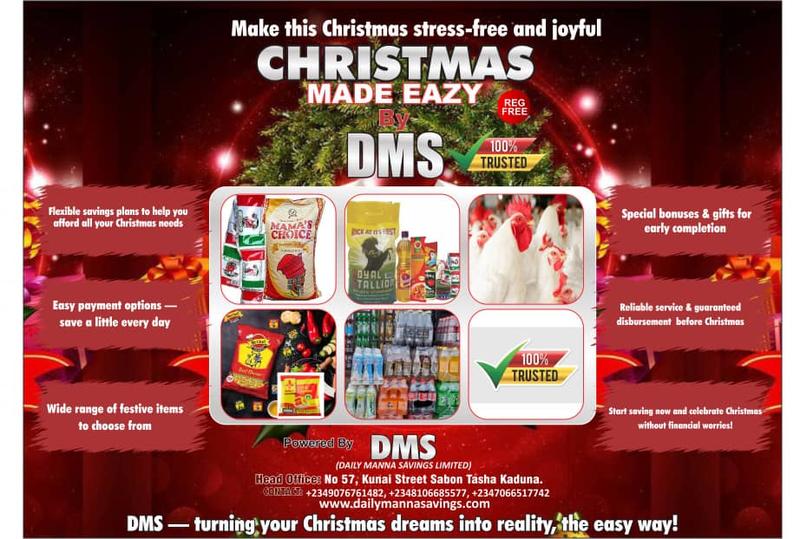 Make this Christmas stress-free and joyful
CHRISTMAS
MADE EAZY
REG
FREE
By
DMS
100%
TRUSTED
Flexible savings plans to help you
afford all your Christmas needs
Easy payment options —
save a little every day
Wide range of festive items
to choose from
MAMA'S
CHOICE
ROYAL
STALLION
Special bonuses & gifts for
early completion
Reliable service & guaranteed
disbursement before Christmas
Start saving now and celebrate Christmas
without financial worries!
100%
TRUSTED
Powered By DMS
(DAILY MANNA SAVINGS LIMITED)
Head Office: No 57, Kunai Street Sabon Tasha Kaduna.
CONTACT: +2349076761482, +2348106685577, +2347066517742
www.dailymannasavings.com
DMS — turning your Christmas dreams into reality, the easy way!